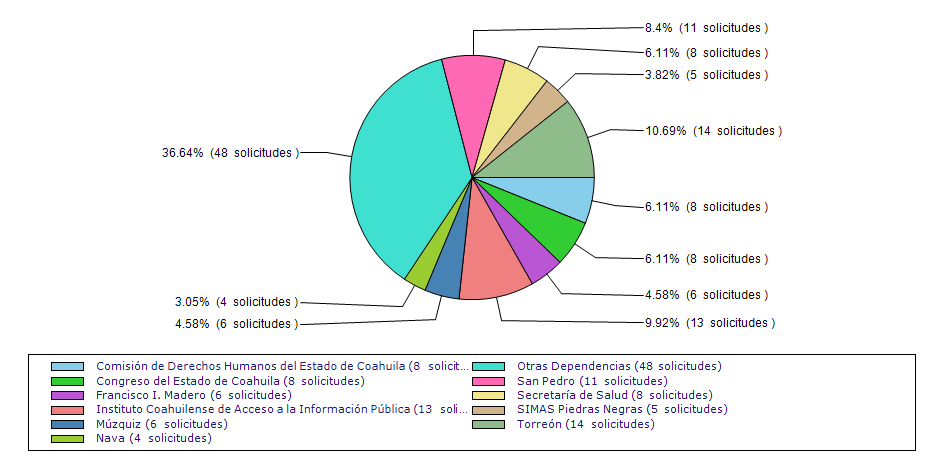 8.4% (11 solicitudes )
6.11% (8 solicitudes )
3.82% (5 solicitudes )
10.69% (14 solicitudes )
36.64% (48 solicitudes )
6.11% (8 solicitudes )
6.11% (8 solicitudes )
4.58% (6 solicitudes )
3.05% (4 solicitudes )
4.58% (6 solicitudes )
9.92% (13 solicitudes )
Comisión de Derechos Humanos del Estado de Coahuila (8 solicit...
Congreso del Estado de Coahuila (8 solicitudes)
Francisco I. Madero (6 solicitudes)
Instituto Coahuilense de Acceso a la Información Pública (13 soli...
Múzquiz (6 solicitudes)
Nava (4 solicitudes)
Otras Dependencias (48 solicitudes)
San Pedro (11 solicitudes)
Secretaría de Salud (8 solicitudes)
SIMAS Piedras Negras (5 solicitudes)
Torreón (14 solicitudes)